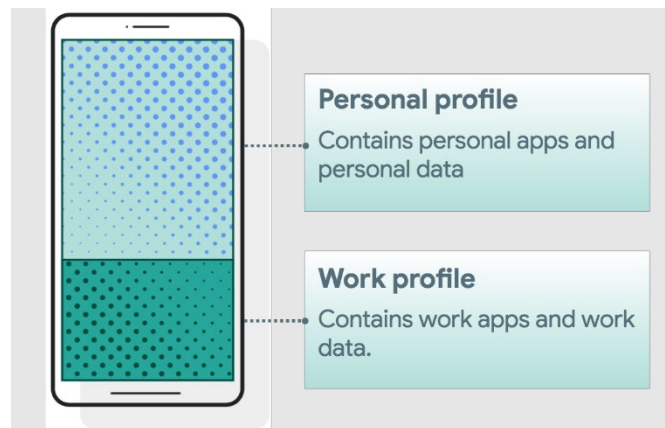 Personal profile
Contains personal apps and
personal data
Work profile
Contains work apps and work
data.